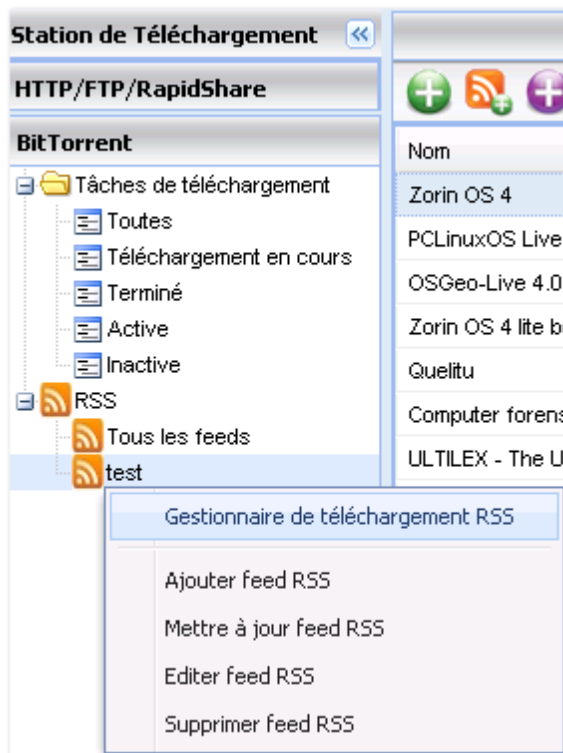 Station de Téléchargement
HTTP/FTP/RapidShare
BitTorrent
Tâches de téléchargement
Toutes
Téléchargement en cours
Terminé
Active
Inactive
RSS
Tous les feeds
test
Gestionnaire de téléchargement RSS
Ajouter feed RSS
Mettre à jour feed RSS
Editer feed RSS
Supprimer feed RSS
Nom
Zorin OS 4
PCLinuxOS Live
OSGeo-Live 4.0
Zorin OS 4 lite b
Quelitu
Computer forens
ULTILEX - The U